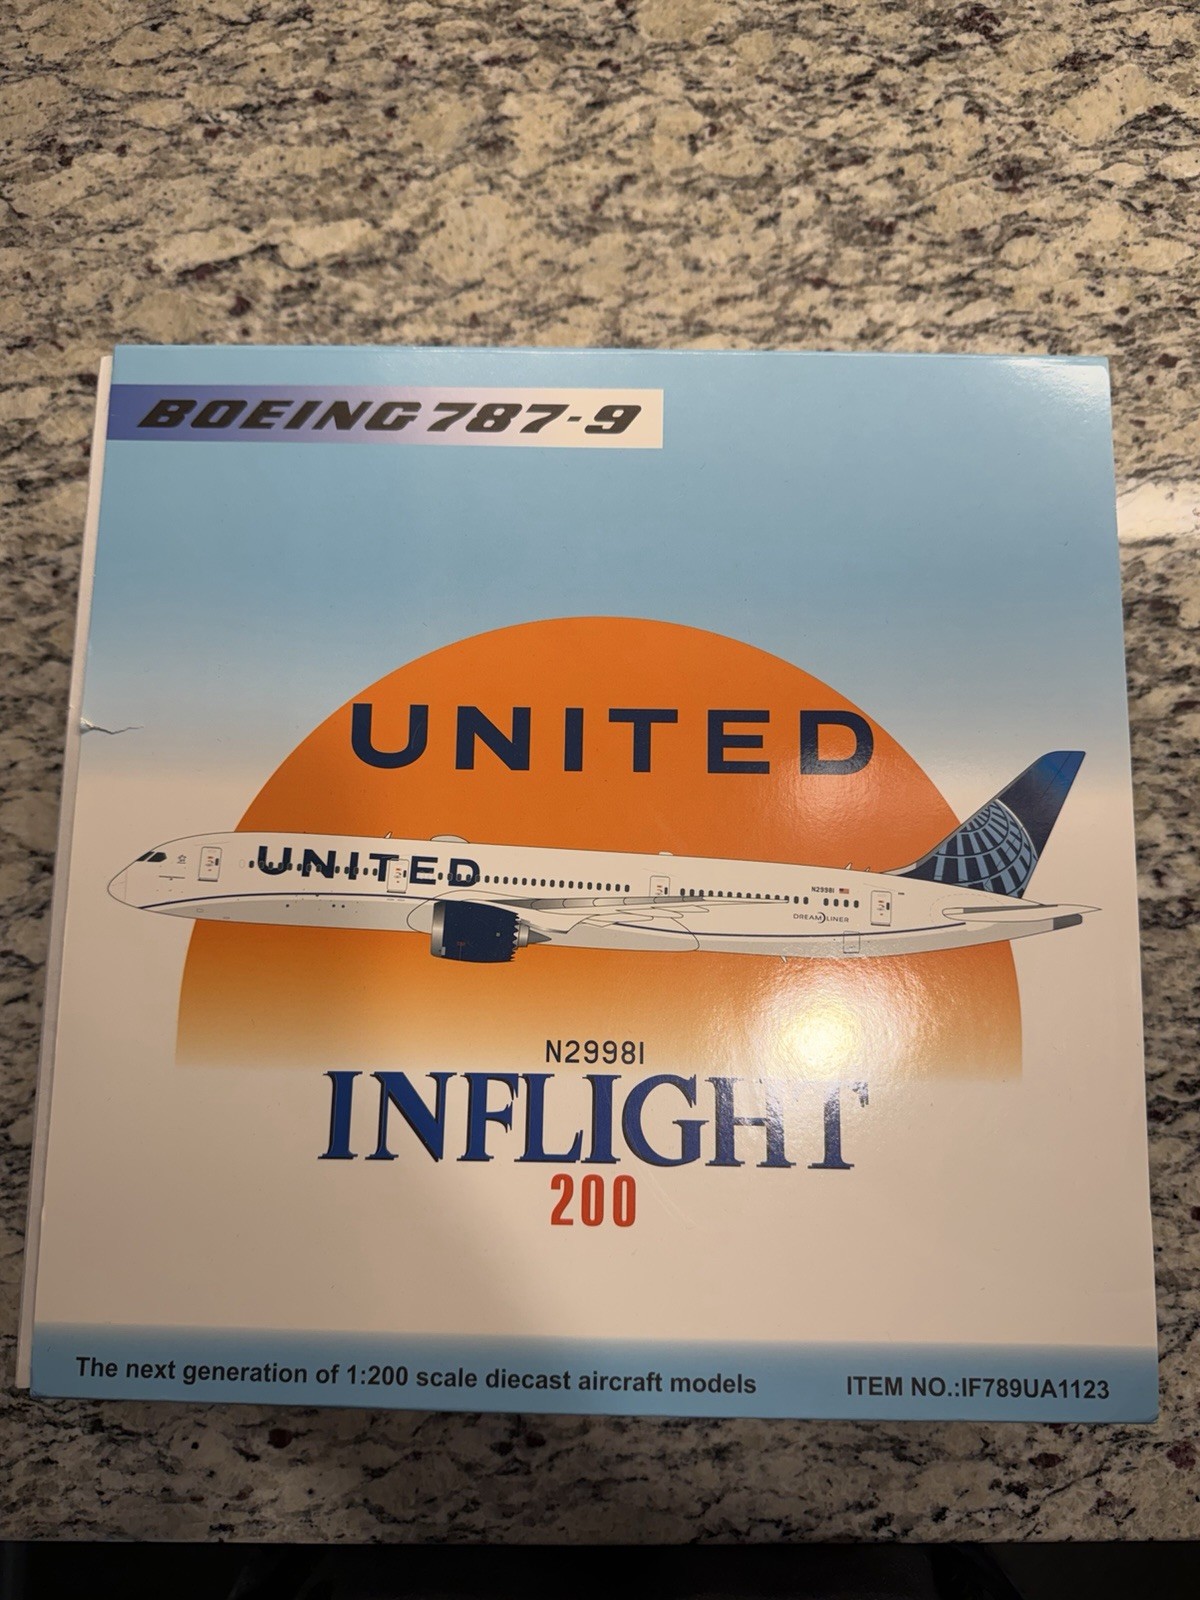 BOEING 787-9
UNITED
UNITED
N29981
DREAMLINER
N29981
INFLIGHT
200
The next generation of 1:200 scale diecast aircraft models
ITEM NO.:IF789UA1123